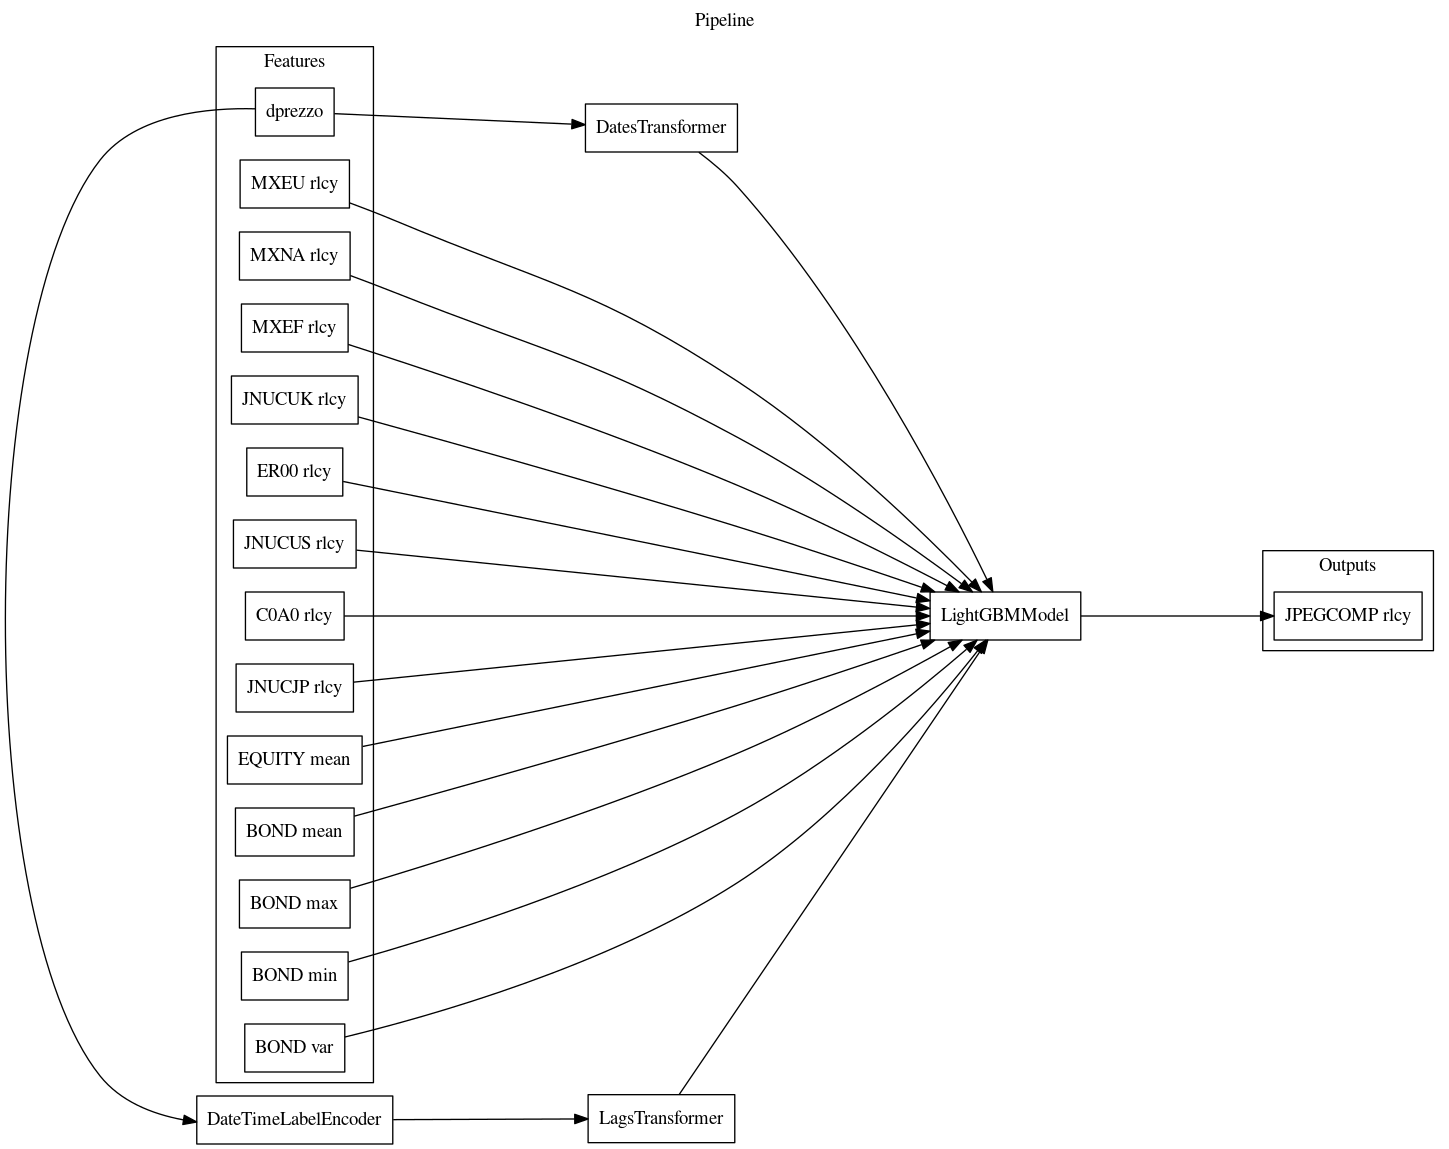 Pipeline
Features
dprezzo
DatesTransformer
MXEU rlcy
MXNA rlcy
MXEF rlcy
JNUCUK rlcy
ER00 rlcy
JNUCUS rlcy
C0A0 rlcy
JNUCJP rlcy
EQUITY mean
BOND mean
BOND max
BOND min
BOND var
DateTimeLabelEncoder
LagsTransformer
LightGBMModel
Outputs
JPEGCOMP rlcy